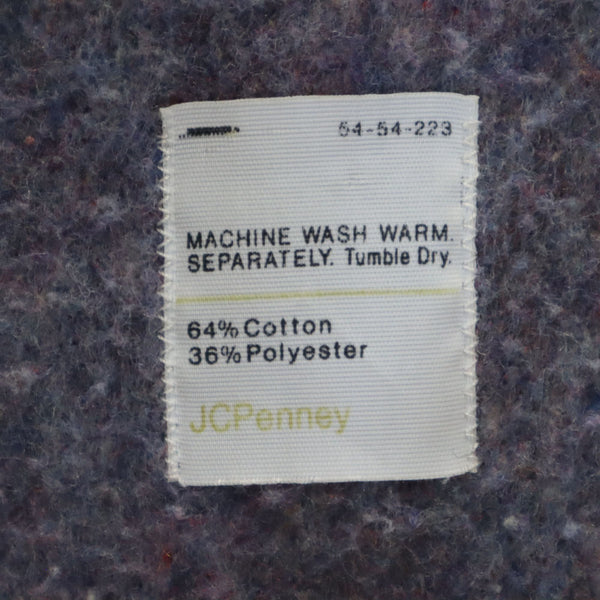 54-54-223
MACHINE WASH WARM.
SEPARATELY. Tumble Dry.
64% Cotton
36% Polyester
JCPenney